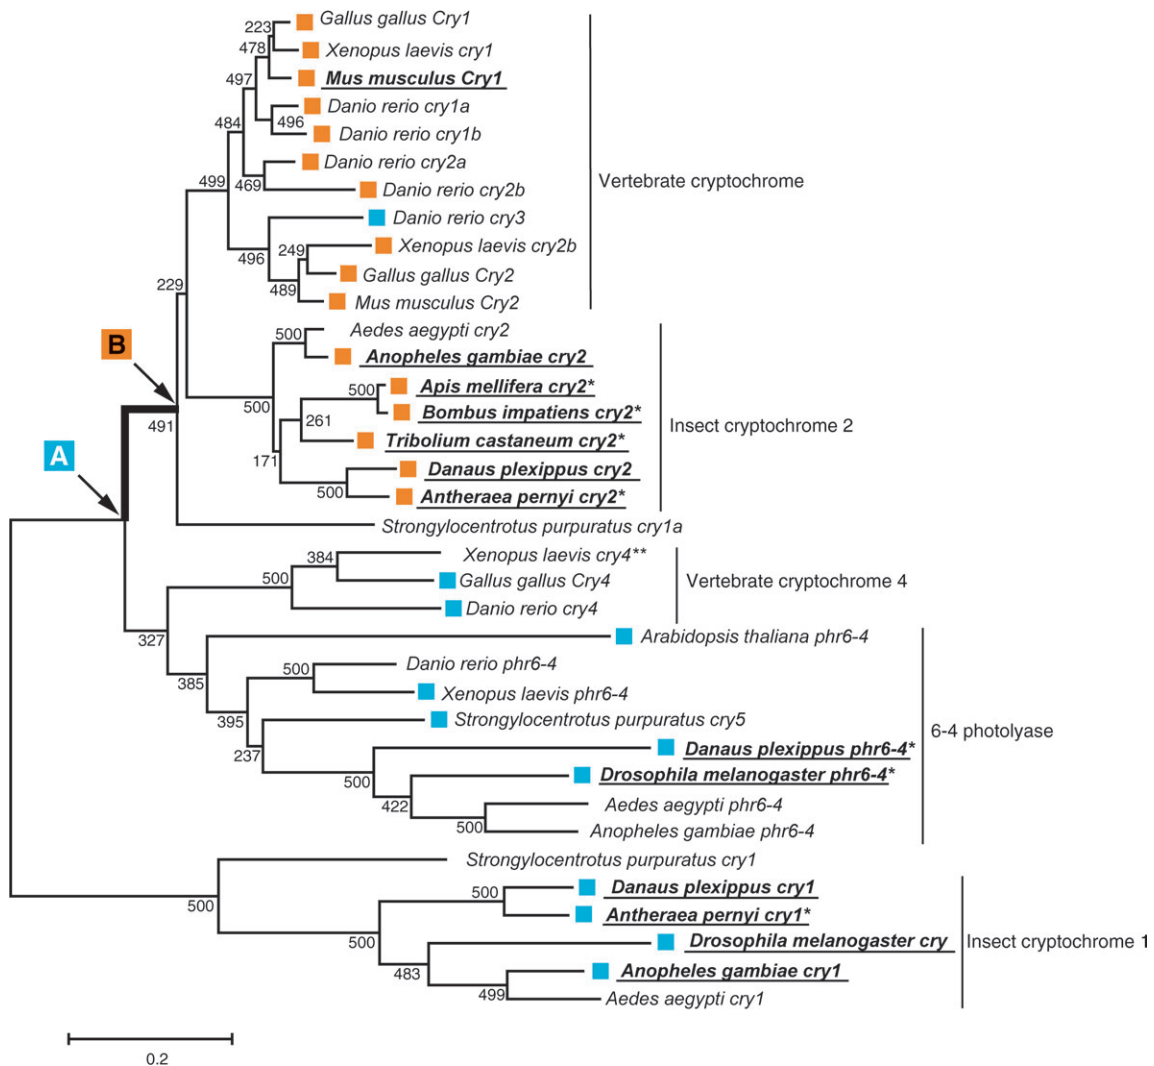 223
Gallus gallus Cry1
478
Xenopus laevis cry1
497
Mus musculus Cry1
Danio rerio cry1a
496
484
Danio rerio cry1b
Danio rerio cry2a
499
469
Danio rerio cry2b
Vertebrate cryptochrome
Danio rerio cry3
496
249
Xenopus laevis cry2b
Gallus gallus Cry2
229
489
Mus musculus Cry2
B
500
Aedes aegypti cry2
Anopheles gambiae cry2
500
Apis mellifera cry2*
500
Bombus impatiens cry2*
491
261
Insect cryptochrome 2
Tribolium castaneum cry2*
A
171
Danaus plexippus cry2
500
Antheraea pernyi cry2*
Strongylocentrotus purpuratus cry1a
384
Xenopus laevis cry4**
500
Gallus gallus Cry4
Vertebrate cryptochrome 4
Danio rerio cry4
327
Arabidopsis thaliana phr6-4
500
Danio rerio phr6-4
385
Xenopus laevis phr6-4
395
Strongylocentrotus purpuratus cry5
6-4 photolyase
237
Danaus plexippus phr6-4*
500
Drosophila melanogaster phr6-4*
422
Aedes aegypti phr6-4
500
Anopheles gambiae phr6-4
Strongylocentrotus purpuratus cry1
500
Danaus plexippus cry1
500
Antheraea pernyi cry1*
500
Drosophila melanogaster cry
Insect cryptochrome 1
483
Anopheles gambiae cry1
499
Aedes aegypti cry1
0.2